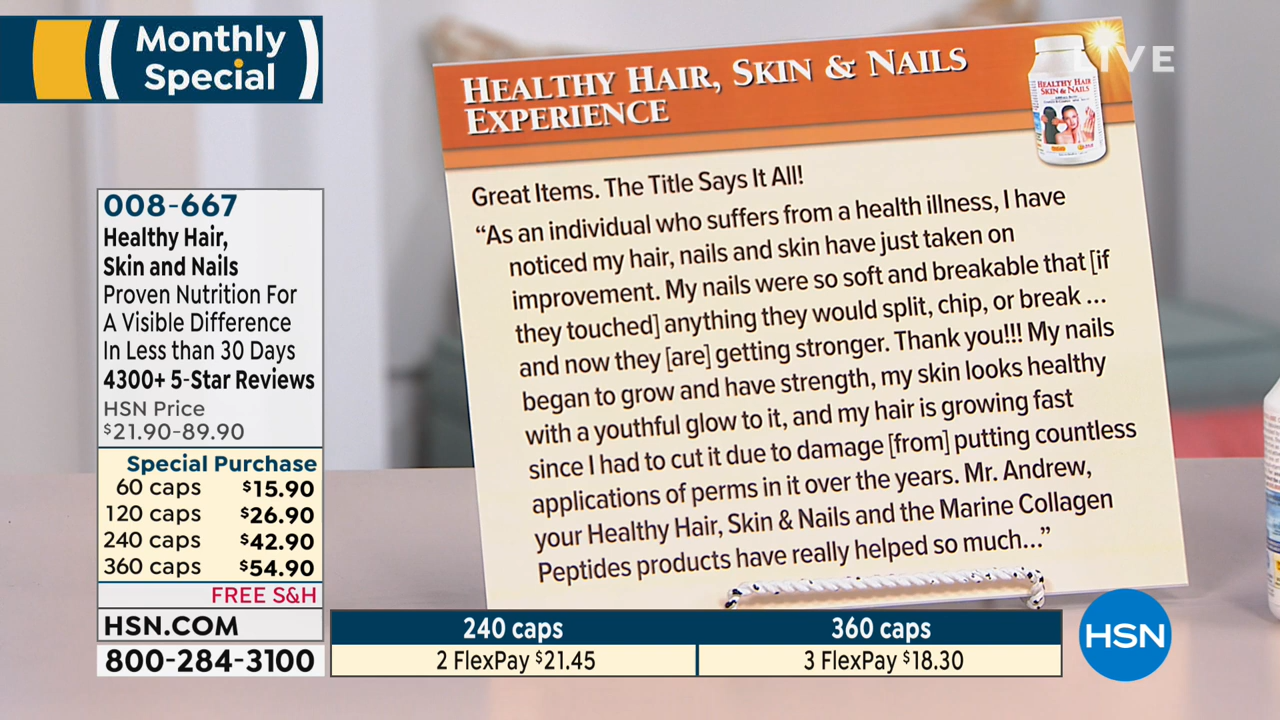 Monthly
Special
LIVE
HEALTHY HAIR, SKIN & NAILS
EXPERIENCE
HEALTHY HAIR
SKIN & NAILS
Great Items. The Title Says It All!
“As an individual who suffers from a health illness, I have
noticed my hair, nails and skin have just taken on
improvement. My nails were so soft and breakable that [if
they touched] anything they would split, chip, or break ...
and now they [are] getting stronger. Thank you!!! My nails
began to grow and have strength, my skin looks healthy
with a youthful glow to it, and my hair is growing fast
since I had to cut it due to damage [from] putting countless
applications of perms in it over the years. Mr. Andrew,
your Healthy Hair, Skin & Nails and the Marine Collagen
Peptides products have really helped so much...”
008-667
Healthy Hair,
Skin and Nails
Proven Nutrition For
A Visible Difference
In Less than 30 Days
4300+ 5-Star Reviews
HSN Price
$21.90-89.90
Special Purchase
60 caps $15.90
120 caps $26.90
240 caps $42.90
360 caps $54.90
FREE S&H
HSN.COM
800-284-3100
240 caps 360 caps
2 FlexPay $21.45 3 FlexPay $18.30
HSN